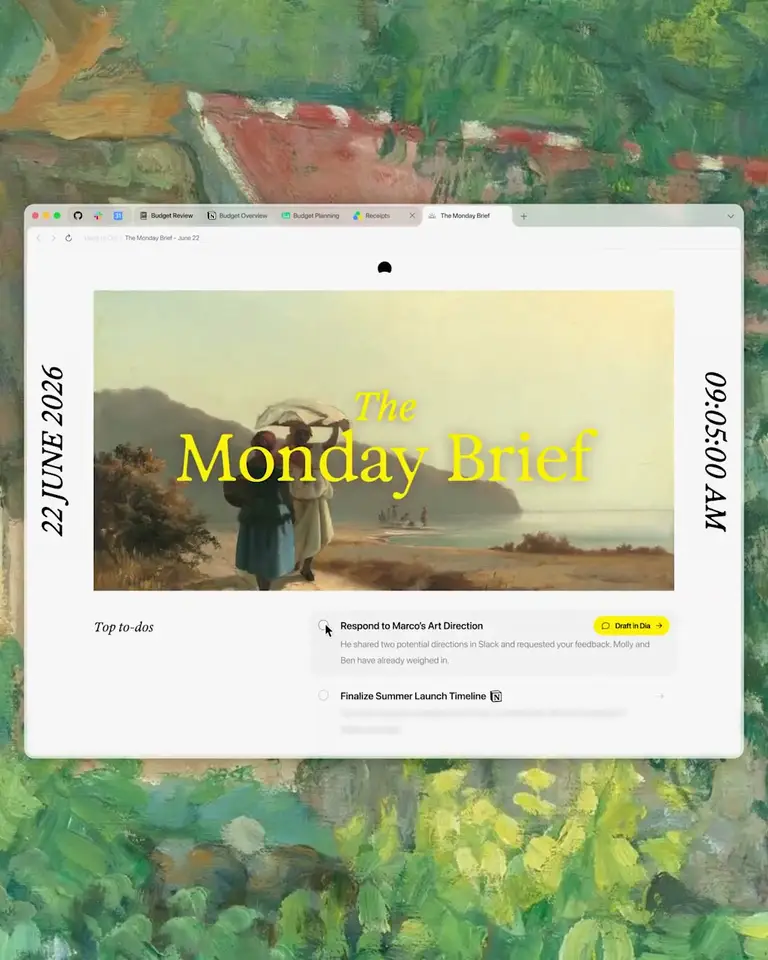 Budget Review
Budget Overview
Budget Planning
Receipts
The Monday Brief
The Monday Brief – June 22
22 JUNE 2026
The
Monday Brief
09:05:00 AM
Top to-dos
Respond to Marco's Art Direction
Draft in Dia →
He shared two potential directions in Slack and requested your feedback. Molly and
Ben have already weighed in.
Finalize Summer Launch Timeline